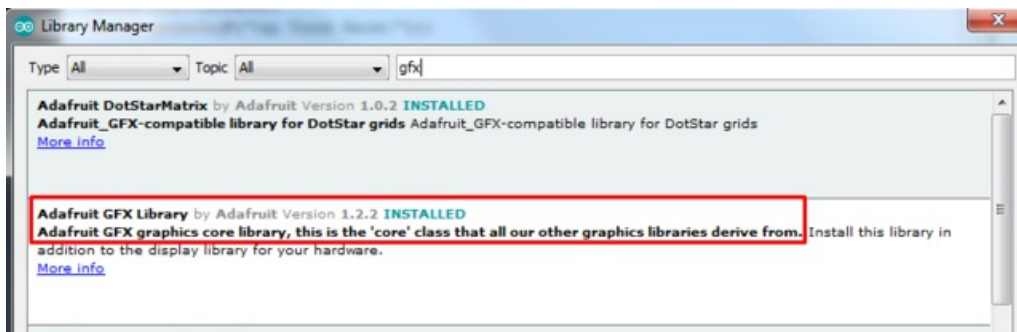 Library Manager
Type All Topic All gfx
Adafruit DotStarMatrix by Adafruit Version 1.0.2 INSTALLED
Adafruit_GFX-compatible library for DotStar grids Adafruit_GFX-compatible library for DotStar grids
More info
Adafruit GFX Library by Adafruit Version 1.2.2 INSTALLED
Adafruit GFX graphics core library, this is the 'core' class that all our other graphics libraries derive from. Install this library in
addition to the display library for your hardware.
More info